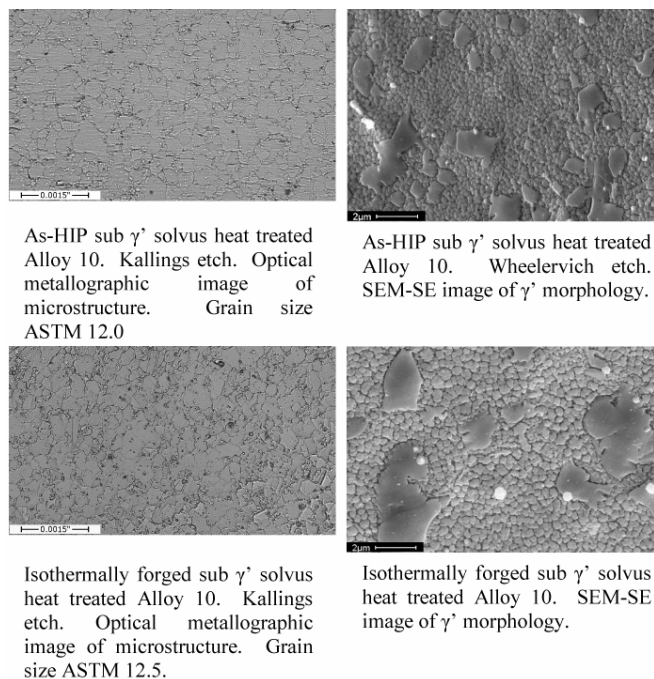 0.0015"
2µm
As-HIP sub γ' solvus heat treated
Alloy 10. Kallings etch. Optical
metallographic image of
microstructure. Grain size
ASTM 12.0
As-HIP sub γ' solvus heat treated
Alloy 10. Wheelervich etch.
SEM-SE image of γ' morphology.
0.0015"
2µm
Isothermally forged sub γ' solvus
heat treated Alloy 10. Kallings
etch. Optical metallographic
image of microstructure. Grain
size ASTM 12.5.
Isothermally forged sub γ' solvus
heat treated Alloy 10. SEM-SE
image of γ' morphology.